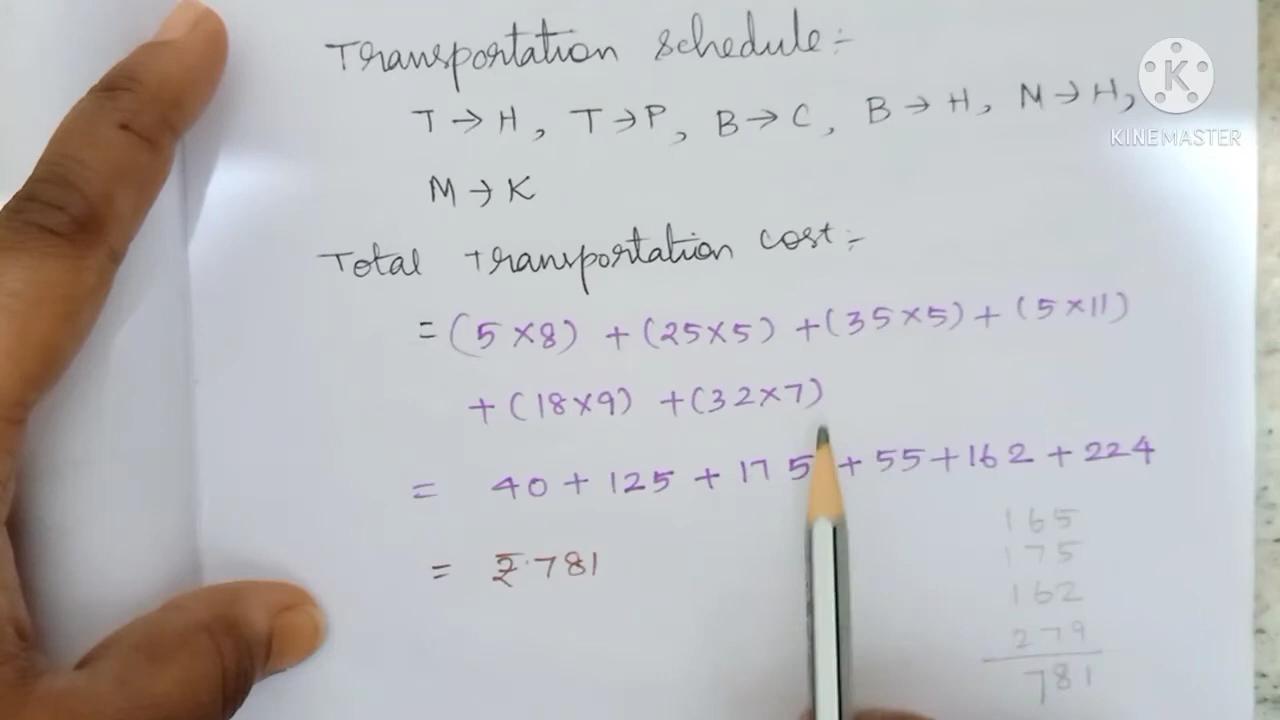 Transportation schedule:-
T → H, T → P, B → C, B → H, M → H,
M → K
Total transportation cost:-
= (5 × 8) + (25 × 5) + (35 × 5) + (5 × 11)
+ (18 × 9) + (32 × 7)
= 40 + 125 + 175 + 55 + 162 + 224
= ₹.781
165
175
162
279
781
K
KINEMASTER